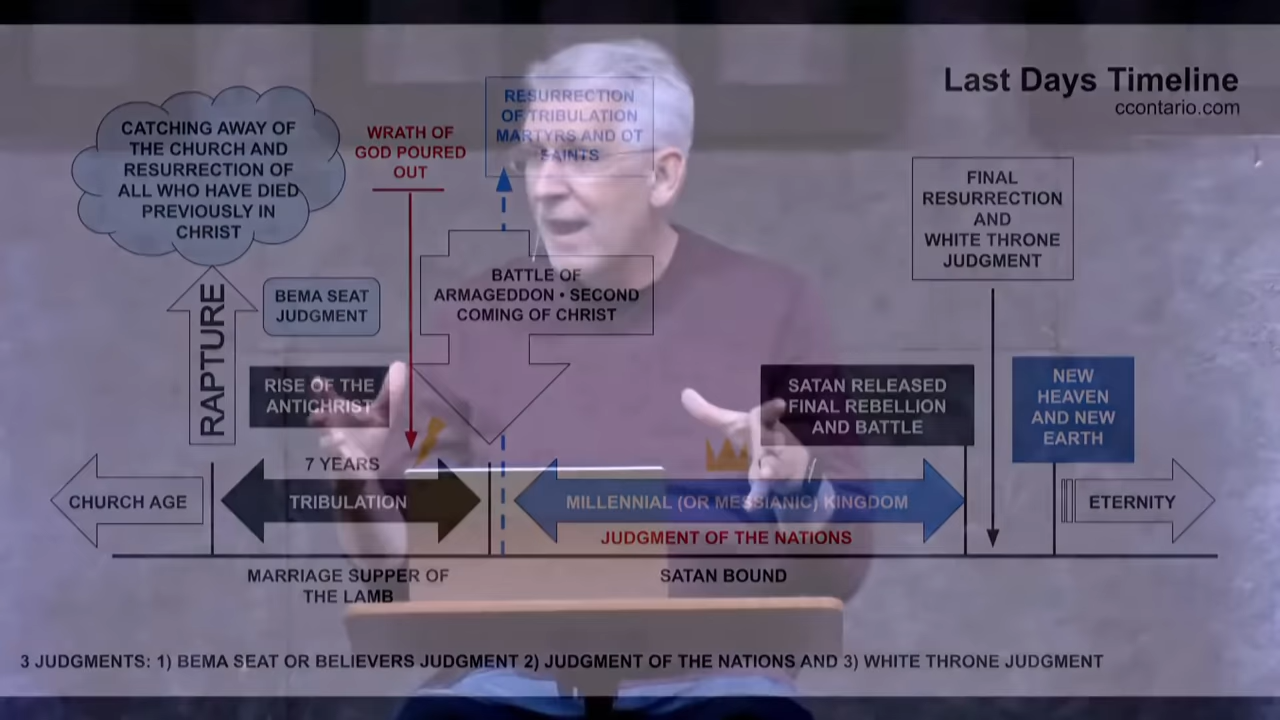 Last Days Timeline
ccontario.com
CATCHING AWAY OF
THE CHURCH AND
RESURRECTION OF
ALL WHO HAVE DIED
PREVIOUSLY IN
CHRIST
WRATH OF
GOD POURED
OUT
RESURRECTION
OF TRIBULATION
MARTYRS AND OT
SAINTS
FINAL
RESURRECTION
AND
WHITE THRONE
JUDGMENT
RAPTURE
BEMA SEAT
JUDGMENT
BATTLE OF
ARMAGEDDON • SECOND
COMING OF CHRIST
RISE OF THE
ANTICHRIST
SATAN RELEASED
FINAL REBELLION
AND BATTLE
NEW
HEAVEN
AND NEW
EARTH
CHURCH AGE
7 YEARS
TRIBULATION
MILLENNIAL (OR MESSIANIC) KINGDOM
ETERNITY
JUDGMENT OF THE NATIONS
MARRIAGE SUPPER OF
THE LAMB
SATAN BOUND
3 JUDGMENTS: 1) BEMA SEAT OR BELIEVERS JUDGMENT 2) JUDGMENT OF THE NATIONS AND 3) WHITE THRONE JUDGMENT